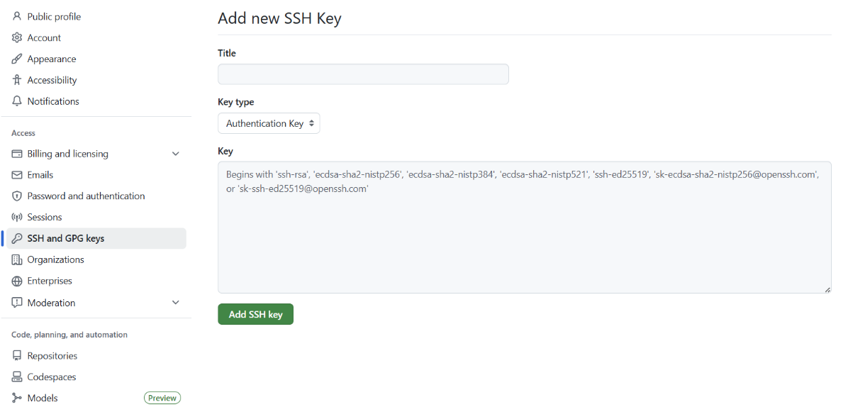 Public profile
Account
Appearance
Accessibility
Notifications
Access
Billing and licensing
Emails
Password and authentication
Sessions
SSH and GPG keys
Organizations
Enterprises
Moderation
Code, planning, and automation
Repositories
Codespaces
Models Preview
Add new SSH Key
Title
Key type
Authentication Key
Key
Begins with 'ssh-rsa', 'ecdsa-sha2-nistp256', 'ecdsa-sha2-nistp384', 'ecdsa-sha2-nistp521', 'ssh-ed25519', 'sk-ecdsa-sha2-nistp256@openssh.com',
or 'sk-ssh-ed25519@openssh.com'
Add SSH key